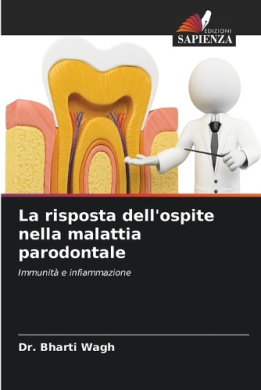 EDIZIONI
SAPIENZA
La risposta dell'ospite
nella malattia
parodontale
Immunità e infiammazione
Dr. Bharti Wagh